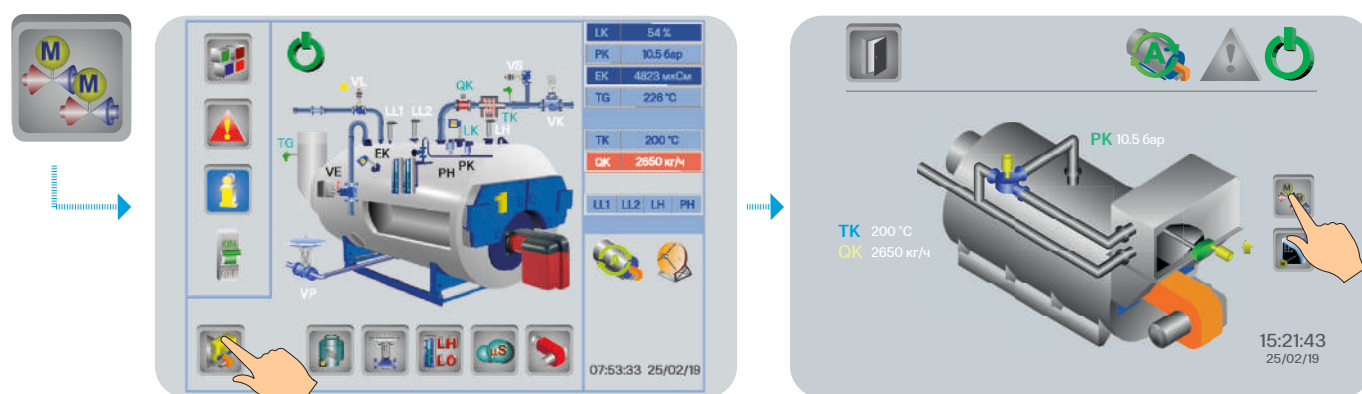 M
M
LK 54 %
PK 10.5 бар
EK 4823 мкСм
TG 226 °C
TK 200 °C
QK 2650 кг/ч
LL1 LL2 LH PH
VL
LL1
LL2
QK
VS
TK
VK
LK
LH
TG
EK
PK
PH
VE
1
VP
ON
A
LH
LO
µS
07:53:33 25/02/19
A
PK 10.5 бар
TK 200 °C
QK 2650 кг/ч
M
M
15:21:43
25/02/19